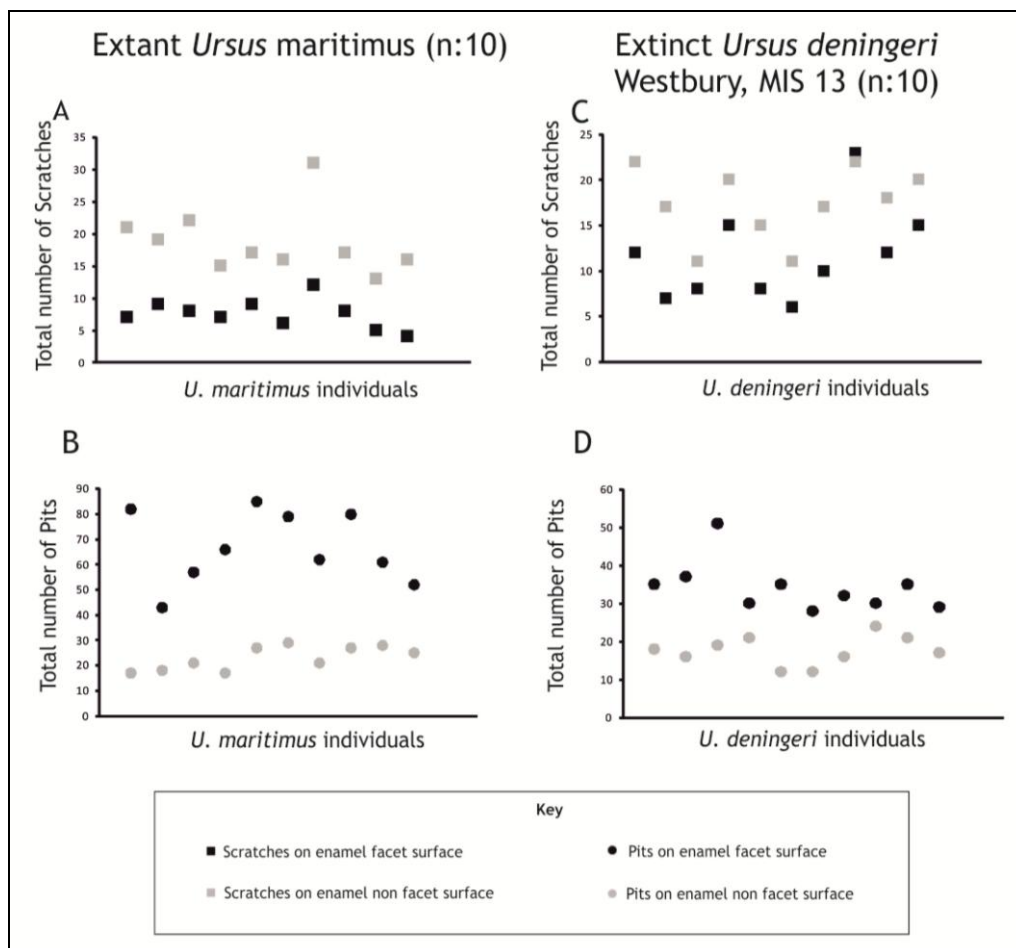 Extant Ursus maritimus (n:10)
Extinct Ursus deningeri
Westbury, MIS 13 (n:10)
A
Total number of Scratches
35
30
25
20
15
10
5
0
U. maritimus individuals
C
Total number of Scratches
25
20
15
10
5
0
U. deningeri individuals
B
Total number of Pits
90
80
70
60
50
40
30
20
10
0
U. maritimus individuals
D
Total number of Pits
60
50
40
30
20
10
0
U. deningeri individuals
Key
Scratches on enamel facet surface
Pits on enamel facet surface
Scratches on enamel non facet surface
Pits on enamel non facet surface